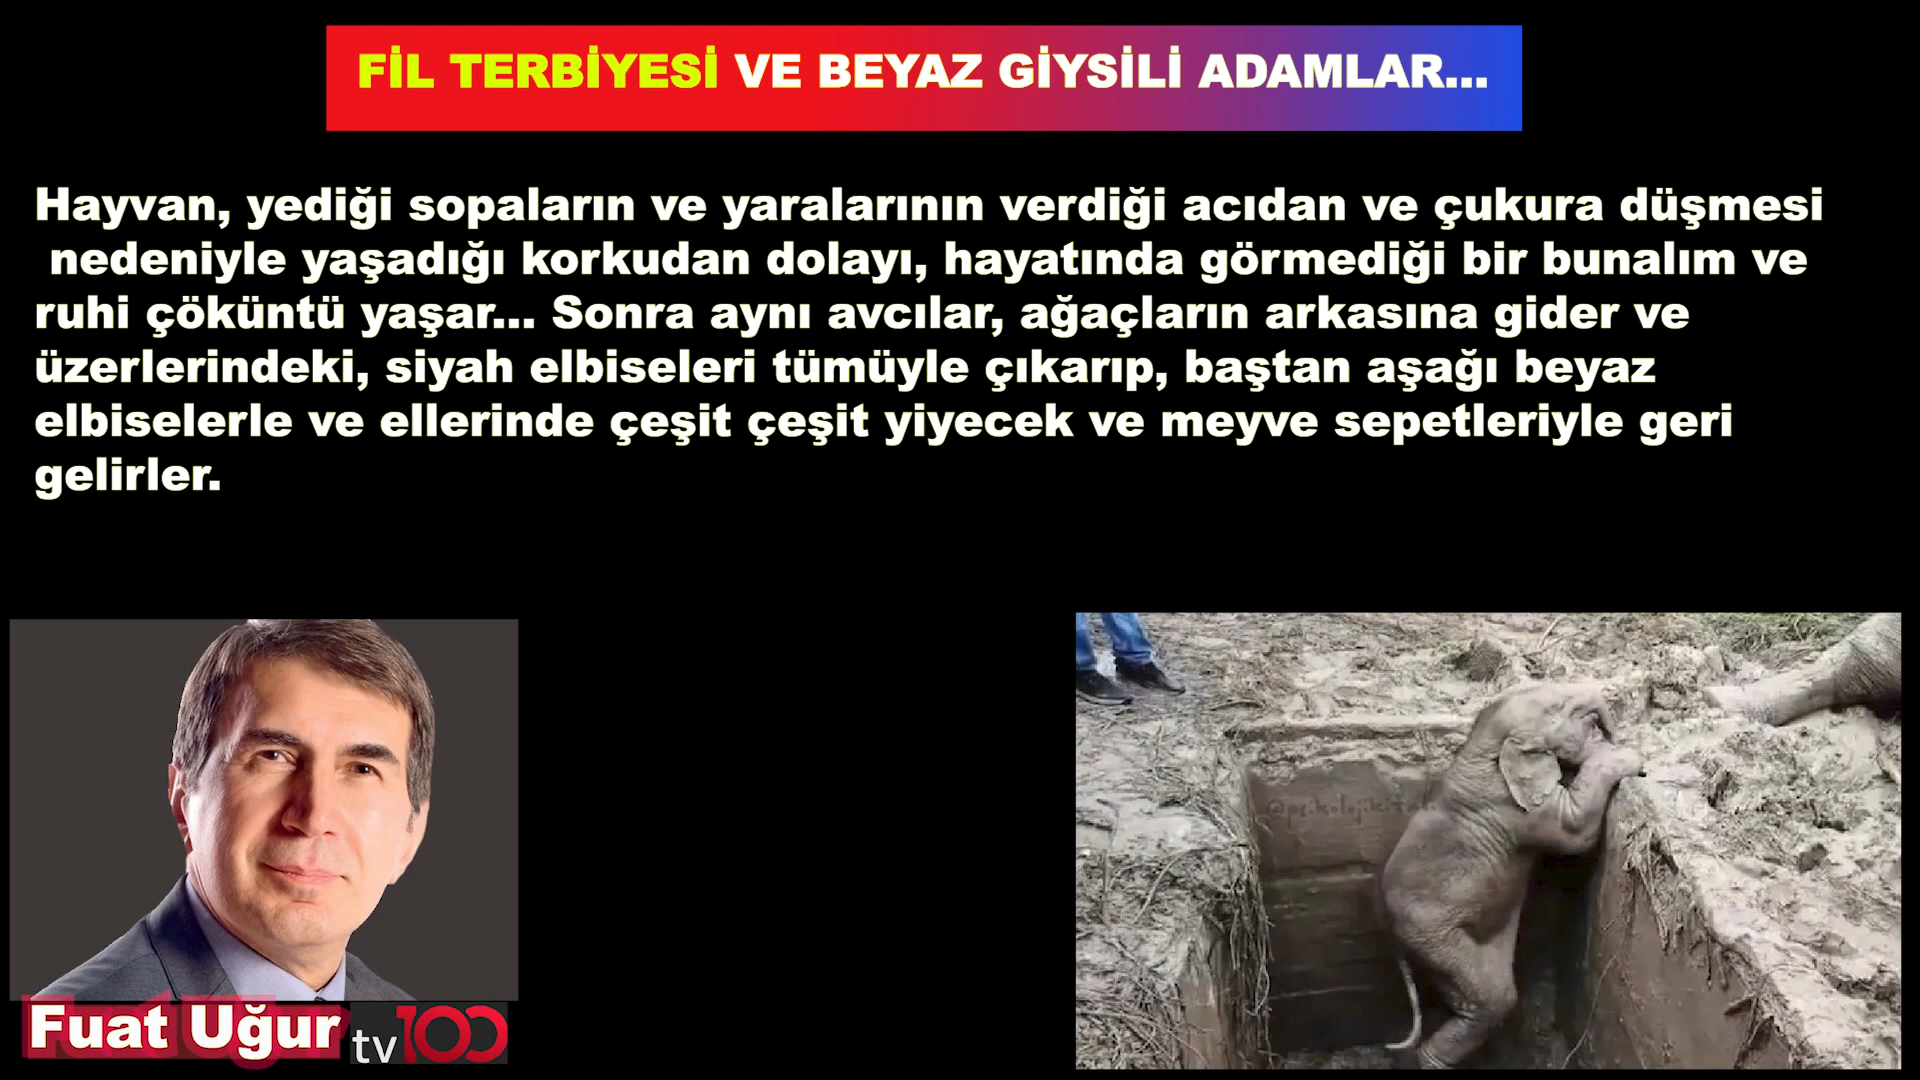 FİL TERBİYESİ VE BEYAZ GİYSİLİ ADAMLAR...
Hayvan, yediği sopaların ve yaralarının verdiği acıdan ve çukura düşmesi
nedeniyle yaşadığı korkudan dolayı, hayatında görmediği bir bunalım ve
ruhi çöküntü yaşar... Sonra aynı avcılar, ağaçların arkasına gider ve
üzerlerindeki, siyah elbiseleri tümüyle çıkarıp, baştan aşağı beyaz
elbiselerle ve ellerinde çeşit çeşit yiyecek ve meyve sepetleriyle geri
gelirler.
Fuat Uğur tv100